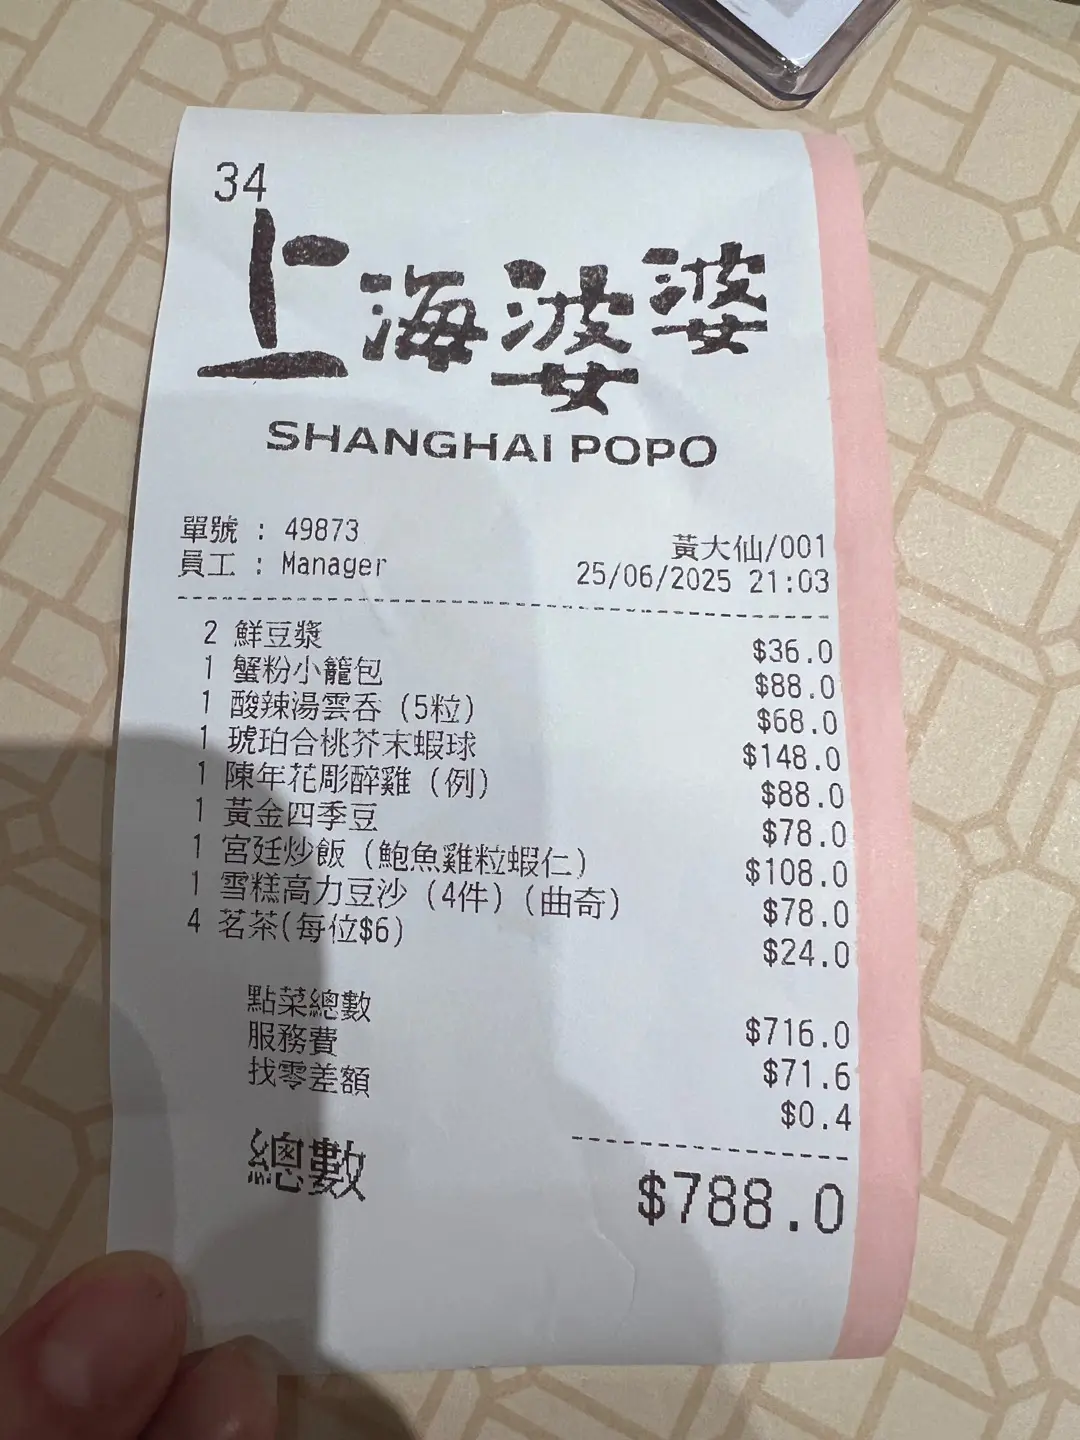 34
上海婆婆
SHANGHAI POPO
單號 : 49873
員工 : Manager
黃大仙/001
25/06/2025 21:03
2 鮮豆漿 $36.0
1 蟹粉小籠包 $88.0
1 酸辣湯雲吞 (5粒) $68.0
1 琥珀合桃芥末蝦球 $148.0
1 陳年花彫醉雞 (例) $88.0
1 黃金四季豆 $78.0
1 宮廷炒飯 (鮑魚雞粒蝦仁) $108.0
1 雪糕高力豆沙 (4件) (曲奇) $78.0
4 茗茶(每位$6) $24.0
點菜總數 $716.0
服務費 $71.6
找零差額 $0.4
總數 $788.0